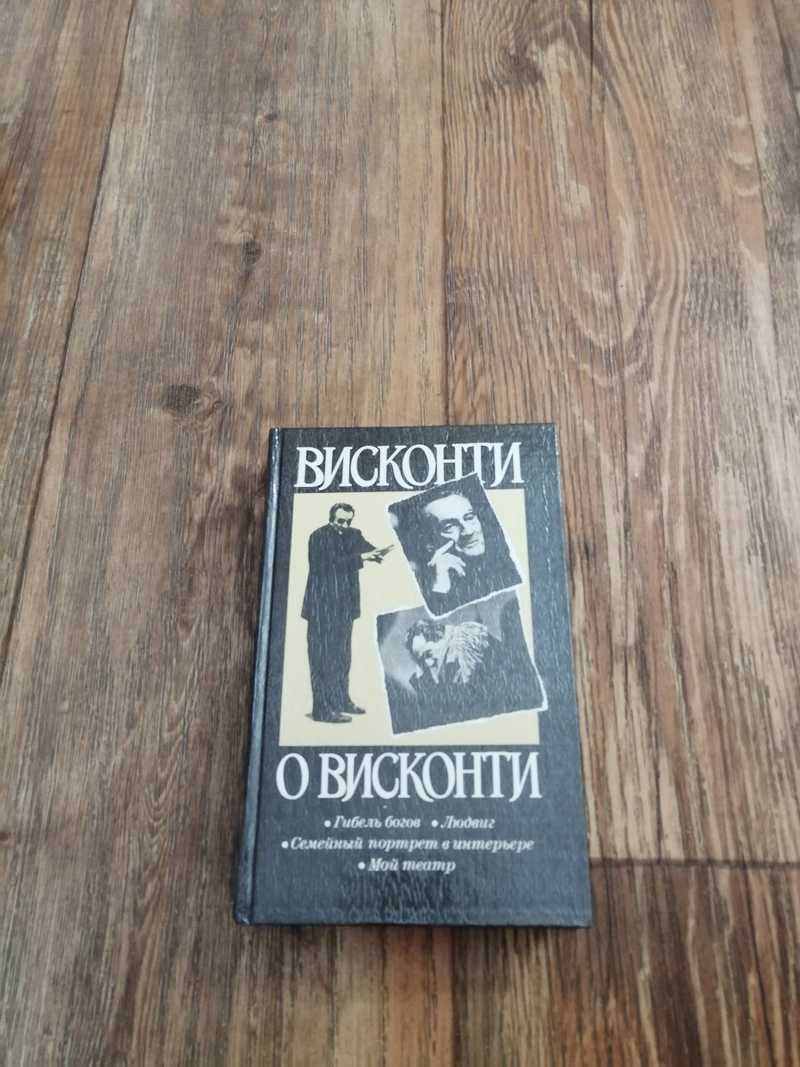 ВИСКОНТИ
О ВИСКОНТИ
• Гибель богов • Людвиг
• Семейный портрет в интерьере
• Мой театр